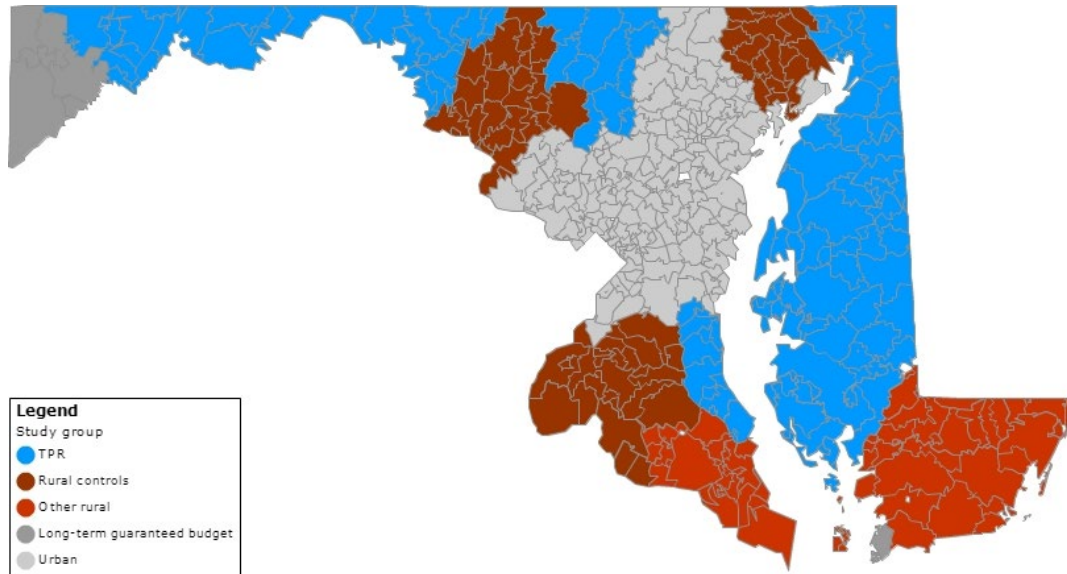 Legend
Study group
TPR
Rural controls
Other rural
Long-term guaranteed budget
Urban